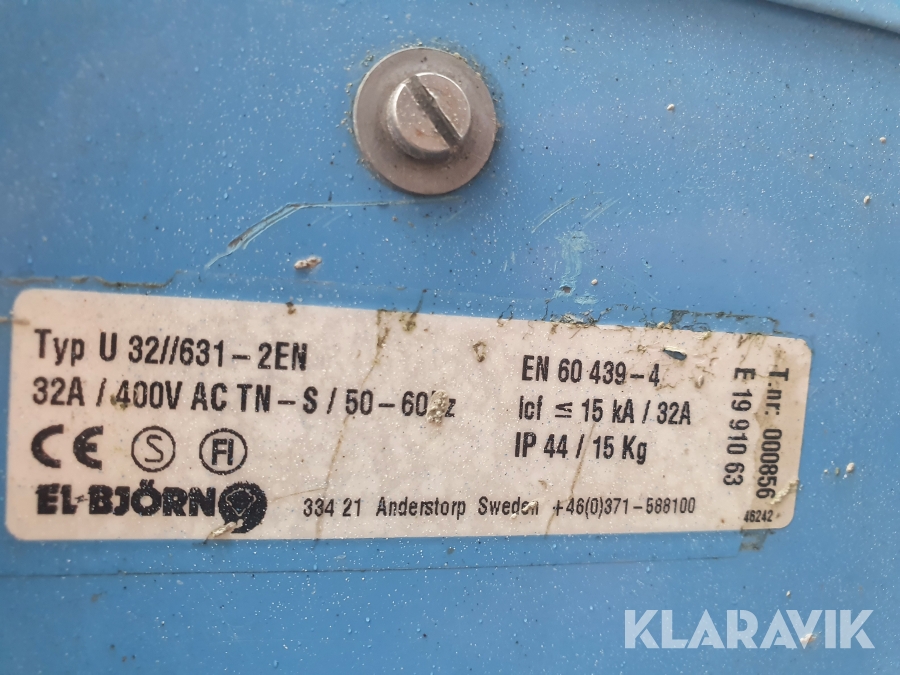 Typ U 32//631-2EN
32A / 400V AC TN-S / 50-60Hz
CE S FI
EL-BJÖRN
EN 60 439-4
Icf ≤ 15 kA / 32A
IP 44 / 15 Kg
334 21 Anderstorp Sweden +46(0)371-588100
T.nr. 000856
E 19 910 63
46242
KLARAVIK